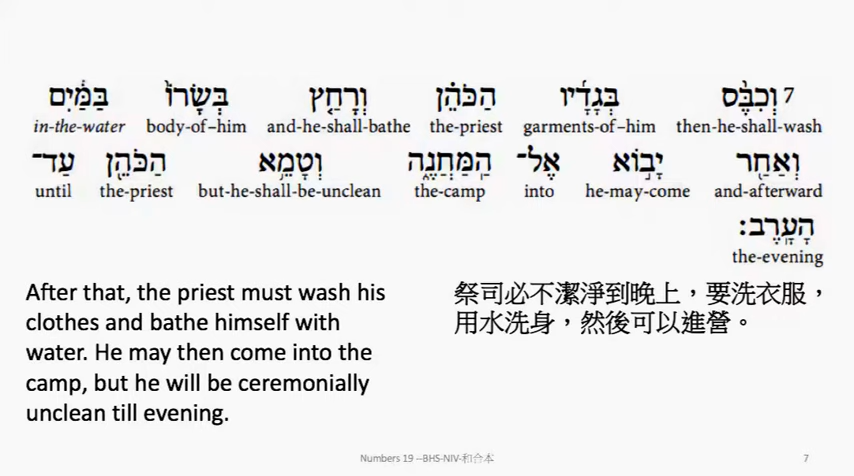 7 וְכִבֶּ֨ס בְּגָדָ֜יו הַכֹּהֵ֗ן וְרָחַ֤ץ בְּשָׂרוֹ֙ בַּמַּ֔יִם
then-he-shall-wash garments-of-him the-priest and-he-shall-bathe body-of-him in-the-water
וְאַחַ֖ר יָב֣וֹא אֶל־ הַֽמַּחֲנֶ֑ה וְטָמֵ֥א הַכֹּהֵ֖ן עַד־
and-afterward he-may-come into the-camp but-he-shall-be-unclean the-priest until
הָעָֽרֶב׃
the-evening
After that, the priest must wash his
clothes and bathe himself with
water. He may then come into the
camp, but he will be ceremonially
unclean till evening.
祭司必不潔淨到晚上，要洗衣服，
用水洗身，然後可以進營。
Numbers 19 --BHS-NIV-和合本
7